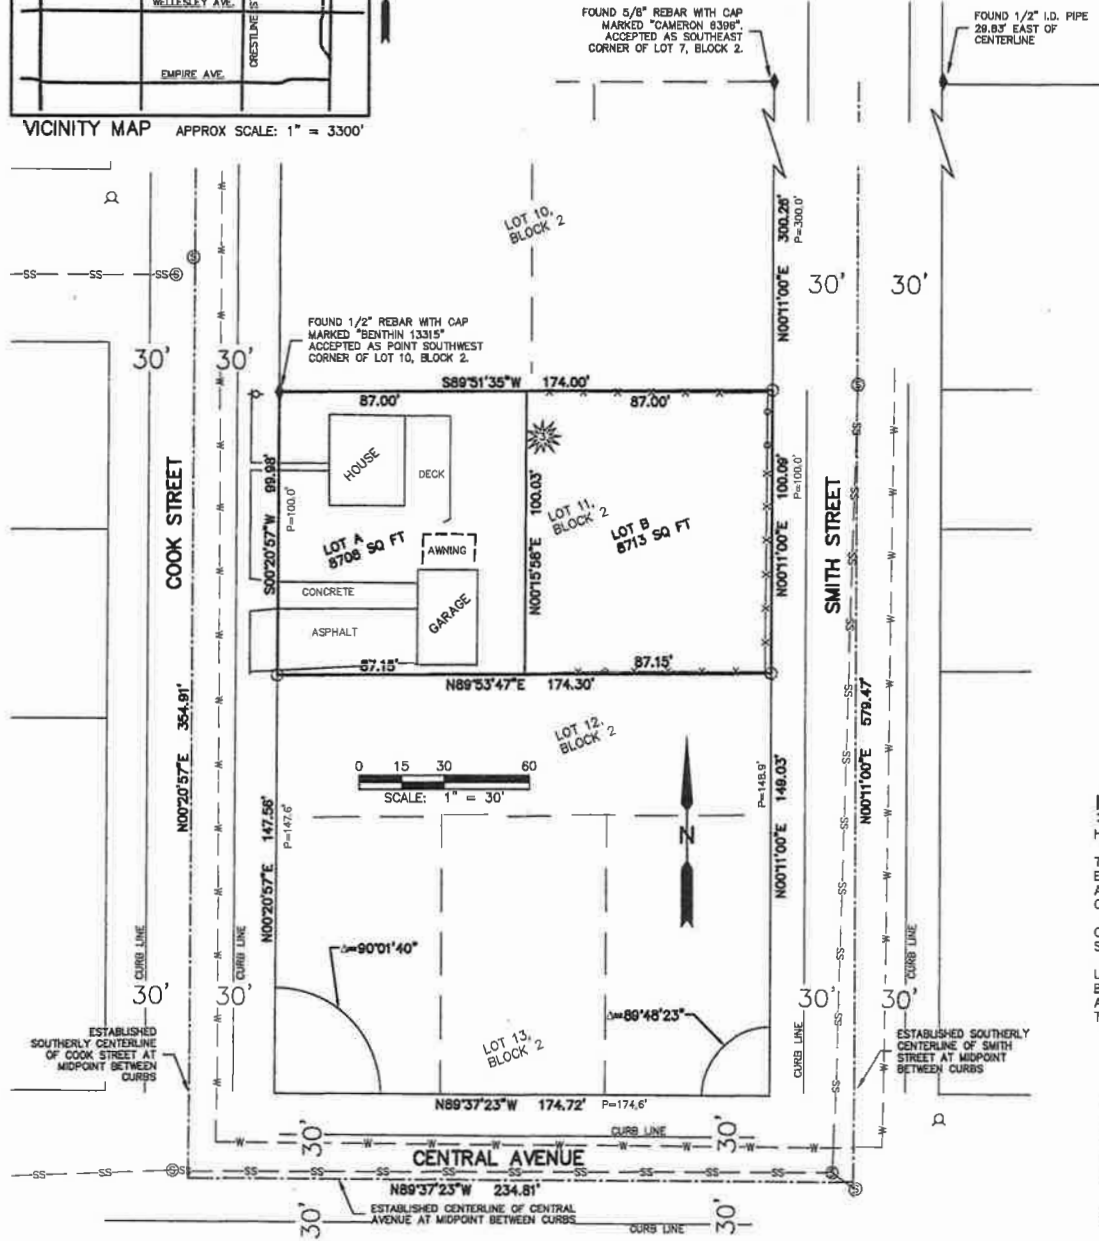 WELLESLEY AVE.
CRESTLINE S
EMPIRE AVE.
VICINITY MAP APPROX SCALE: 1" = 3300'
FOUND 5/8" REBAR WITH CAP
MARKED "CAMERON 6398".
ACCEPTED AS SOUTHEAST
CORNER OF LOT 7, BLOCK 2.
FOUND 1/2" I.D. PIPE
29.83' EAST OF
CENTERLINE
LOT 10,
BLOCK 2
N00°11'00"E 300.26'
P=300.0'
30'
30'
FOUND 1/2" REBAR WITH CAP
MARKED "BENTHIN 13315"
ACCEPTED AS POINT SOUTHWEST
CORNER OF LOT 10, BLOCK 2.
30'
30'
S89°51'35"W 174.00'
87.00'
87.00'
COOK STREET
S00°20'57"W 99.98'
P=100.0'
HOUSE
DECK
LOT A
8708 SQ FT
AWNING
CONCRETE
ASPHALT
GARAGE
N00°15'58"E 100.03'
LOT 11,
BLOCK 2
LOT B
8713 SQ FT
N00°11'00"E 100.09'
P=100.0'
SMITH STREET
87.15'
87.15'
N89°53'47"E 174.30'
N00°20'57"E 354.91'
LOT 12,
BLOCK 2
0 15 30 60
SCALE: 1" = 30'
N
N00°20'57"E 147.56'
P=147.6'
P=148.9'
N00°11'00"E 149.03'
N00°11'00"E 579.47'
Δ=90°01'40"
Δ=89°48'23"
CURB LINE
CURB LINE
CURB LINE
CURB LINE
30'
30'
30'
30'
ESTABLISHED
SOUTHERLY CENTERLINE
OF COOK STREET AT
MIDPOINT BETWEEN
CURBS
LOT 13,
BLOCK 2
ESTABLISHED SOUTHERLY
CENTERLINE OF SMITH
STREET AT MIDPOINT
BETWEEN CURBS
N89°37'23"W 174.72' P=174.6'
30'
CURB LINE
30'
CENTRAL AVENUE
N89°37'23"W 234.81'
ESTABLISHED CENTERLINE OF CENTRAL
AVENUE AT MIDPOINT BETWEEN CURBS
30'
30'
CURB LINE